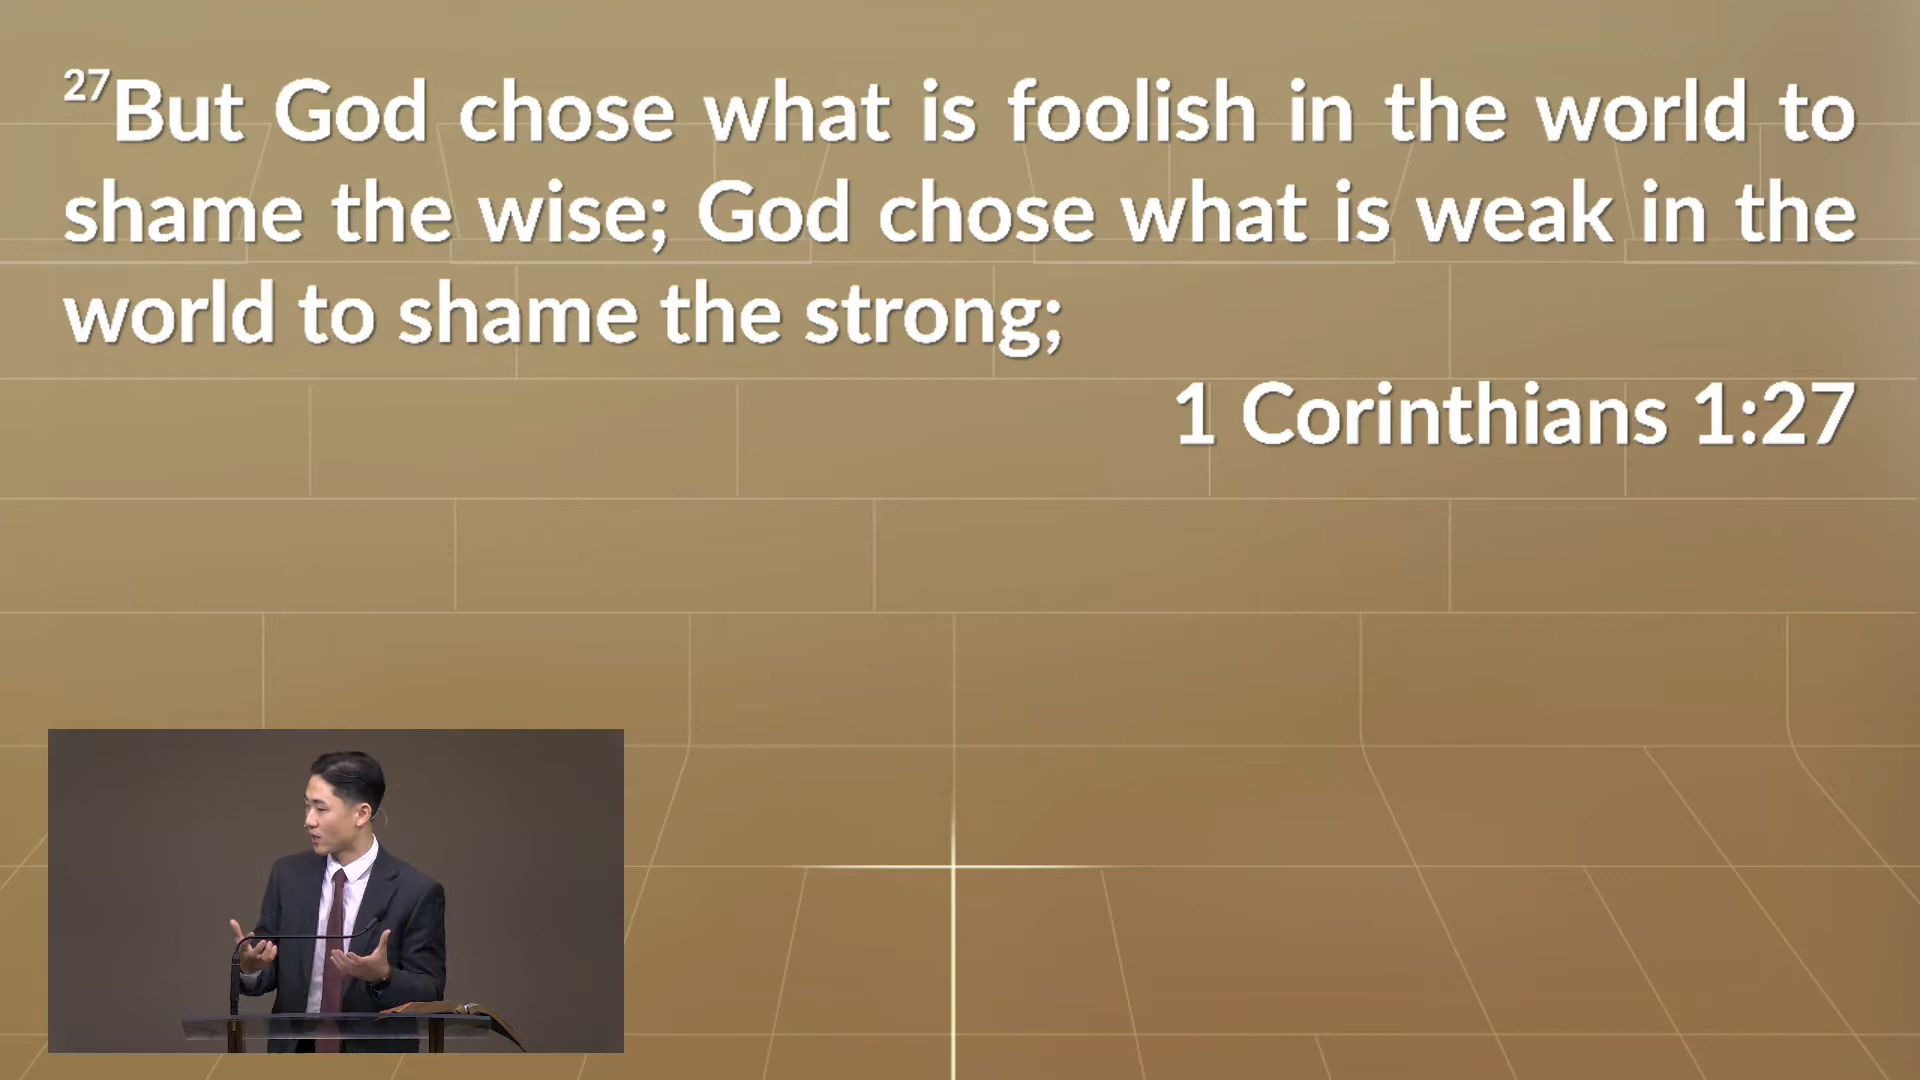 27But God chose what is foolish in the world to
shame the wise; God chose what is weak in the
world to shame the strong;
1 Corinthians 1:27